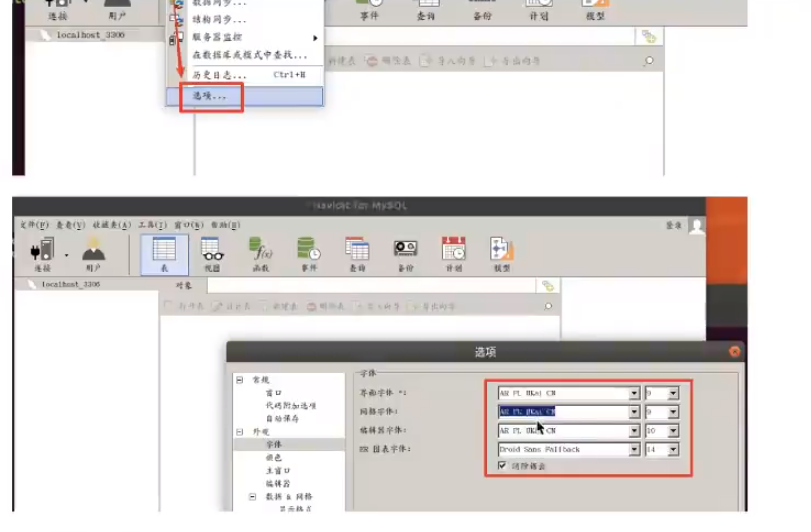 连接 用户 事件 查询 备份 计划 模型
数据同步...
结构同步...
localhost_3306 服务器监控
在数据库或模式中查找...
新建表 删除表 导入向导 导出向导
历史日志... Ctrl+H
选项...
Navicat for MySQL
文件(F) 查看(V) 收藏夹(A) 工具(T) 窗口(N) 帮助(H) 登录
连接 用户 表 视图 函数 事件 查询 备份 计划 模型
localhost_3306 对象
打开表 设计表 新建表 删除表 导入向导 导出向导
选项
常规 字体
窗口 界面字体 *: AR PL UKai CN 9
代码附加选项 网格字体: AR PL UKai CN 9
自动保存
外观 编辑器字体: AR PL UKai CN 10
字体 ER 图表字体: Droid Sans Fallback 14
颜色 消除锯齿
主窗口
编辑器
数据 & 网格
显示格式